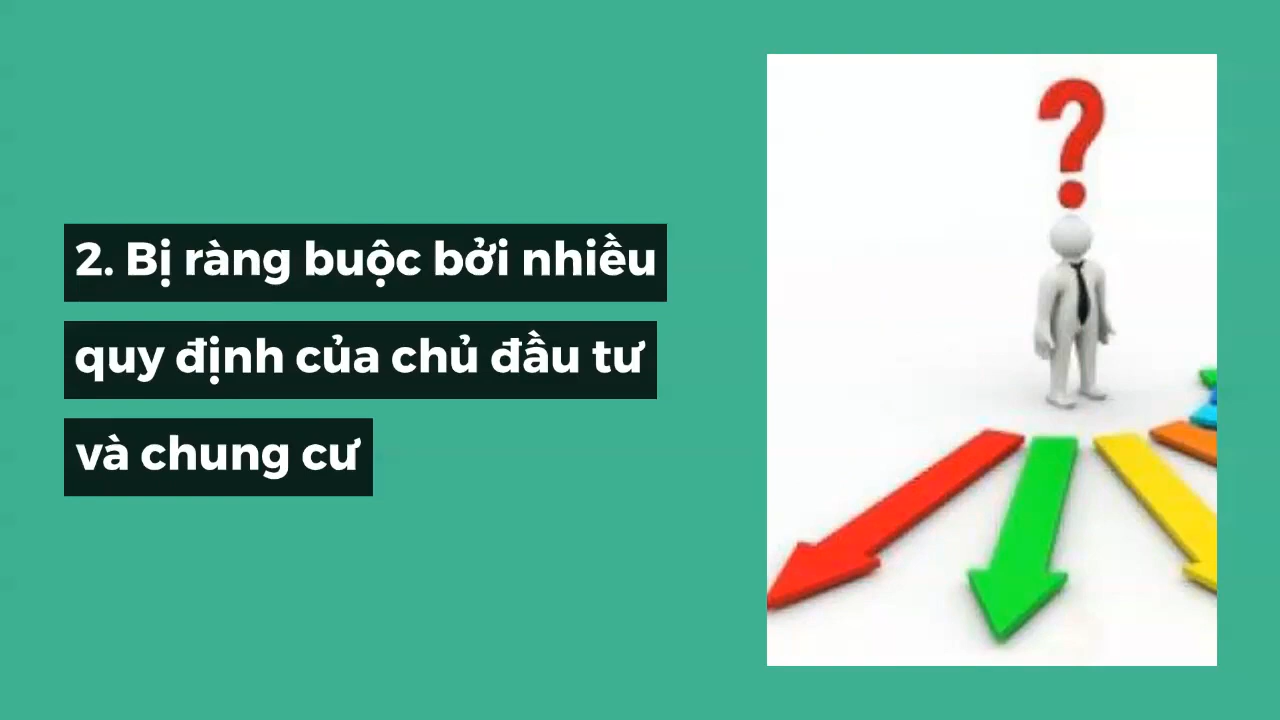 2. Bị ràng buộc bởi nhiều
quy định của chủ đầu tư
và chung cư
?